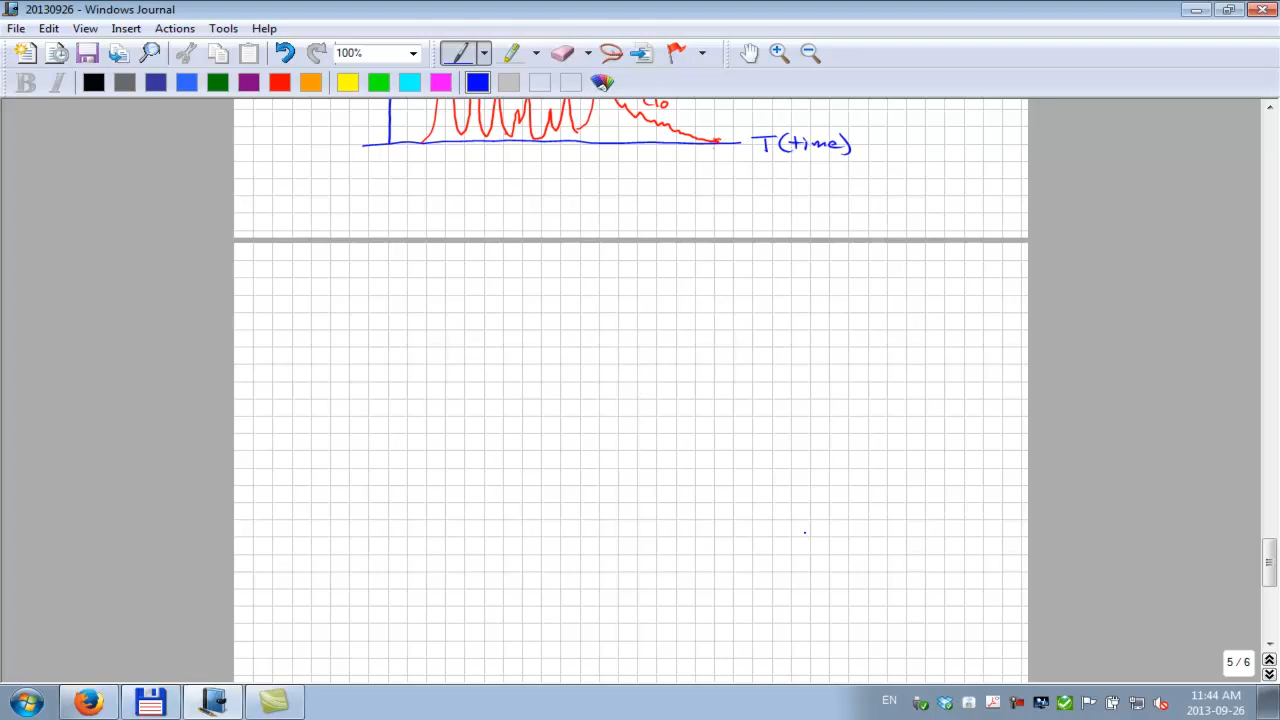 20130926 - Windows Journal
File Edit View Insert Actions Tools Help
100%
B I
T(time)
5 / 6
EN
11:44 AM
2013-09-26